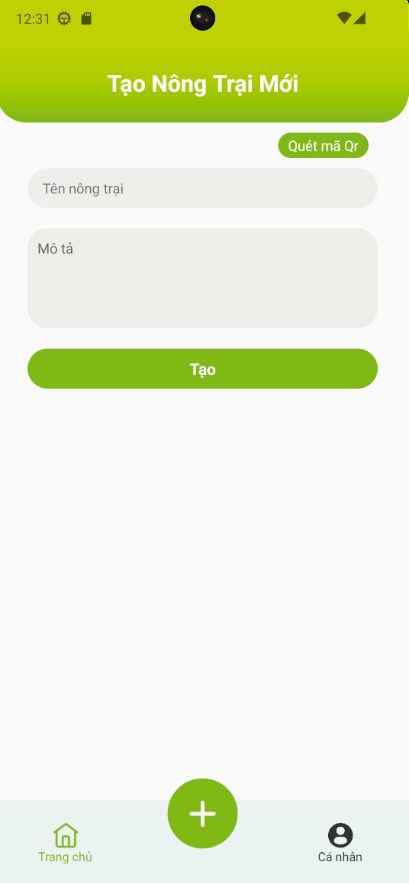 12:31
Tạo Nông Trại Mới
Quét mã Qr
Tên nông trại
Mô tả
Tạo
Trang chủ
Cá nhân